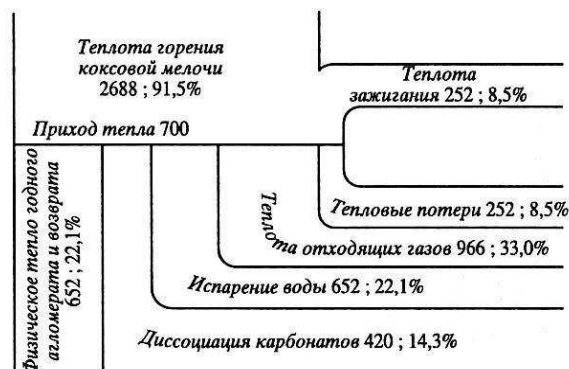 Теплота горения
коксовой мелочи
2688 ; 91,5%
Теплота
зажигания 252 ; 8,5%
Приход тепла 700
Физическое тепло годного
агломерата и возврата
652 ; 22,1%
Тепловые потери 252 ; 8,5%
Теплота отходящих газов 966 ; 33,0%
Испарение воды 652 ; 22,1%
Диссоциация карбонатов 420 ; 14,3%